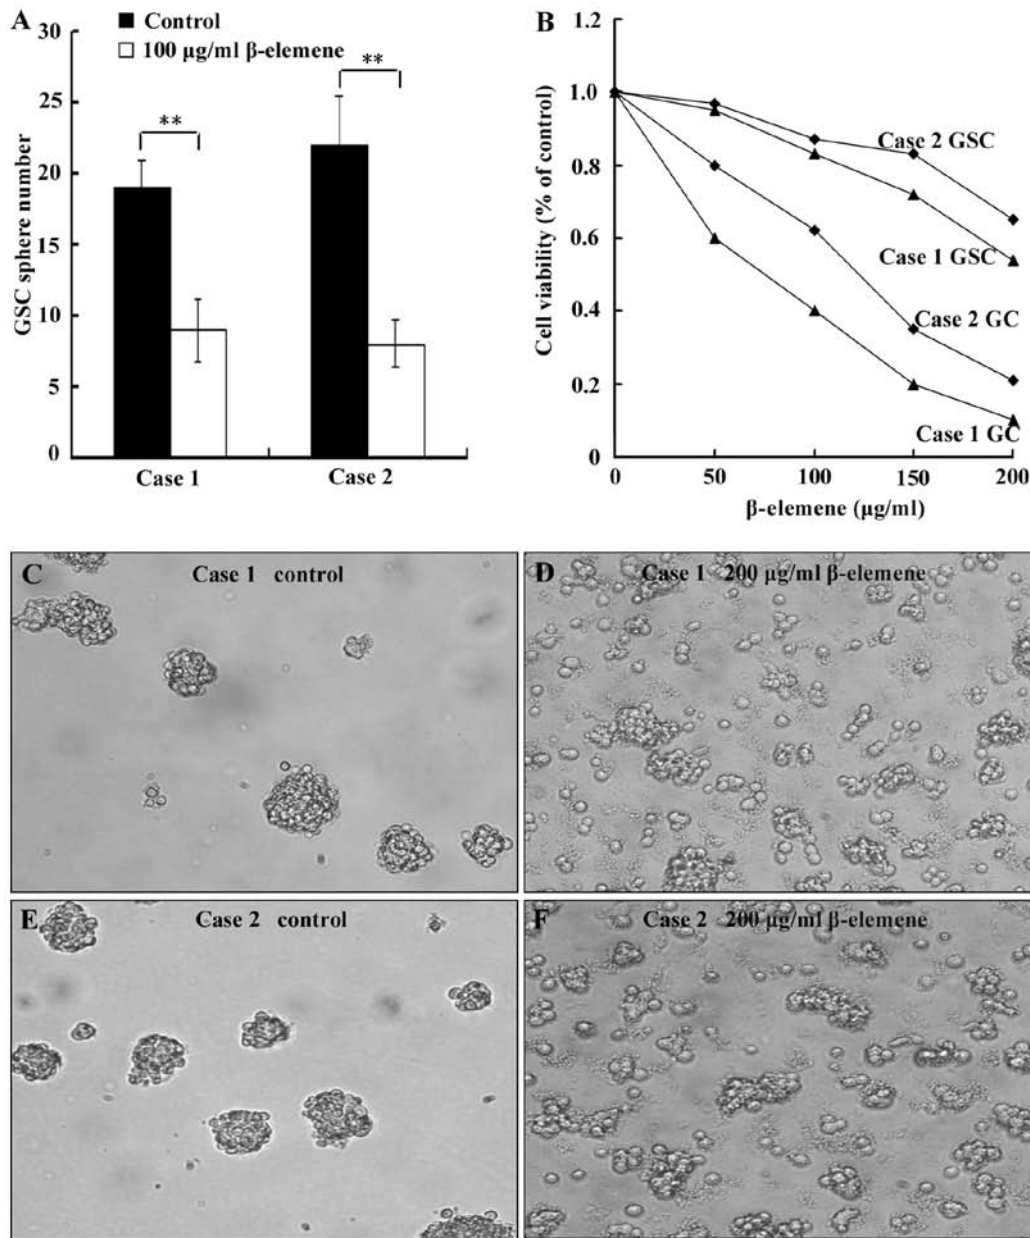 A
Control
100 μg/ml β-elemene
**
**
GSC sphere number
30
25
20
15
10
5
0
Case 1
Case 2
B
Cell viability (% of control)
1.2
1.0
0.8
0.6
0.4
0.2
0
Case 2 GSC
Case 1 GSC
Case 2 GC
Case 1 GC
0 50 100 150 200
β-elemene (μg/ml)
C Case 1 control
D Case 1 200 μg/ml β-elemene
E Case 2 control
F Case 2 200 μg/ml β-elemene